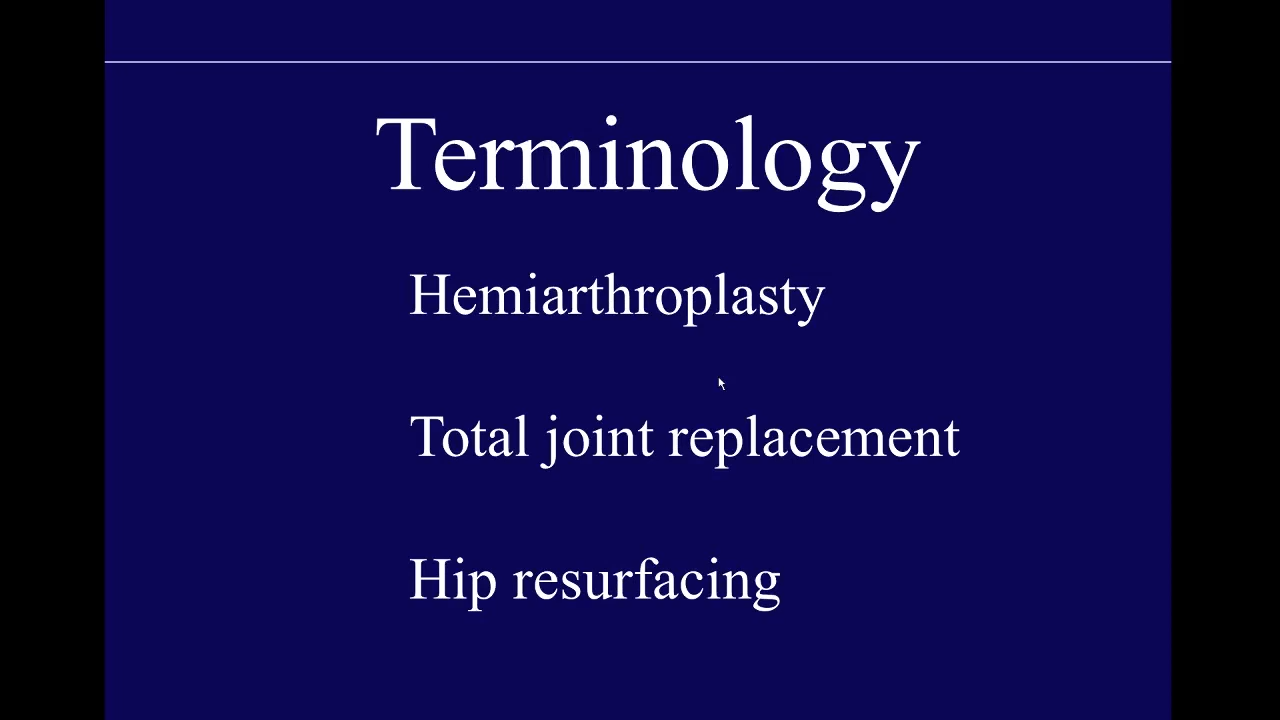 Terminology
Hemiarthroplasty
Total joint replacement
Hip resurfacing